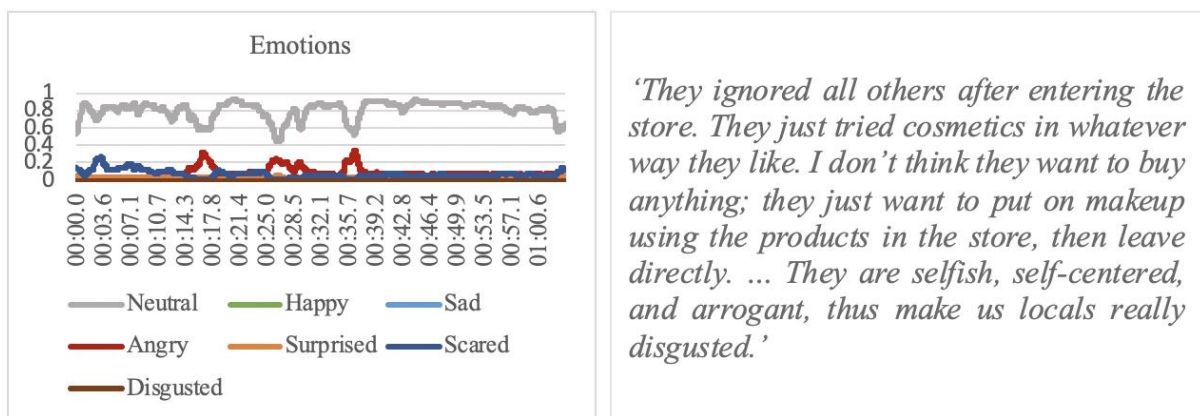 Emotions
1
0.8
0.6
0.4
0.2
0
00:00.0
00:03.6
00:07.1
00:10.7
00:14.3
00:17.8
00:21.4
00:25.0
00:28.5
00:32.1
00:35.7
00:39.2
00:42.8
00:46.4
00:49.9
00:53.5
00:57.1
01:00.6
Neutral Happy Sad
Angry Surprised Scared
Disgusted
‘They ignored all others after entering the
store. They just tried cosmetics in whatever
way they like. I don’t think they want to buy
anything; they just want to put on makeup
using the products in the store, then leave
directly. ... They are selfish, self-centered,
and arrogant, thus make us locals really
disgusted.’